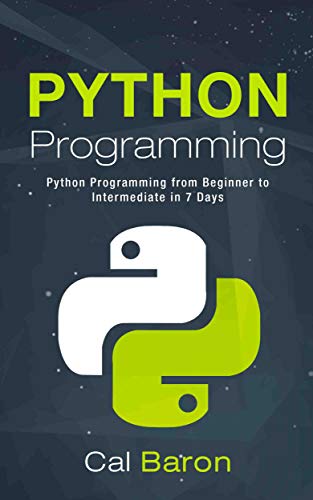 PYTHON
Programming
Python Programming from Beginner to
Intermediate in 7 Days
Cal Baron